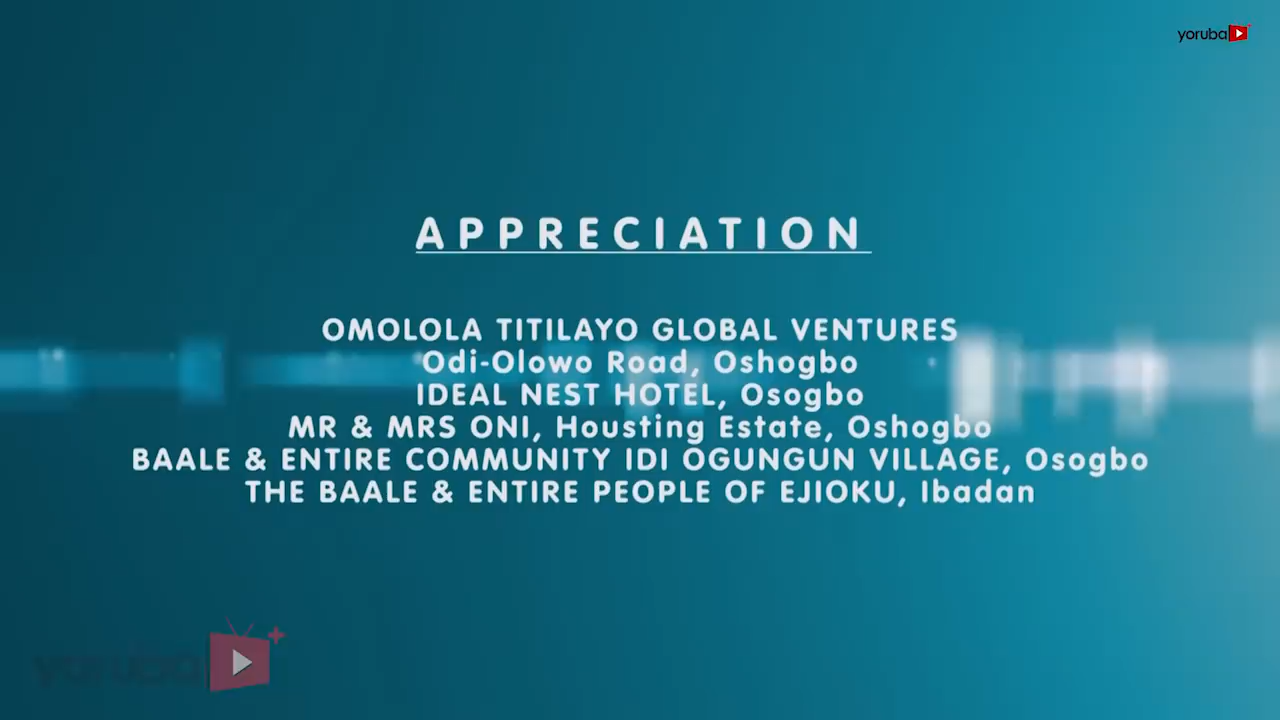 yoruba
APPRECIATION
OMOLOLA TITILAYO GLOBAL VENTURES
Odi-Olowo Road, Oshogbo
IDEAL NEST HOTEL, Osogbo
MR & MRS ONI, Housting Estate, Oshogbo
BAALE & ENTIRE COMMUNITY IDI OGUNGUN VILLAGE, Osogbo
THE BAALE & ENTIRE PEOPLE OF EJIOKU, Ibadan
yoruba+